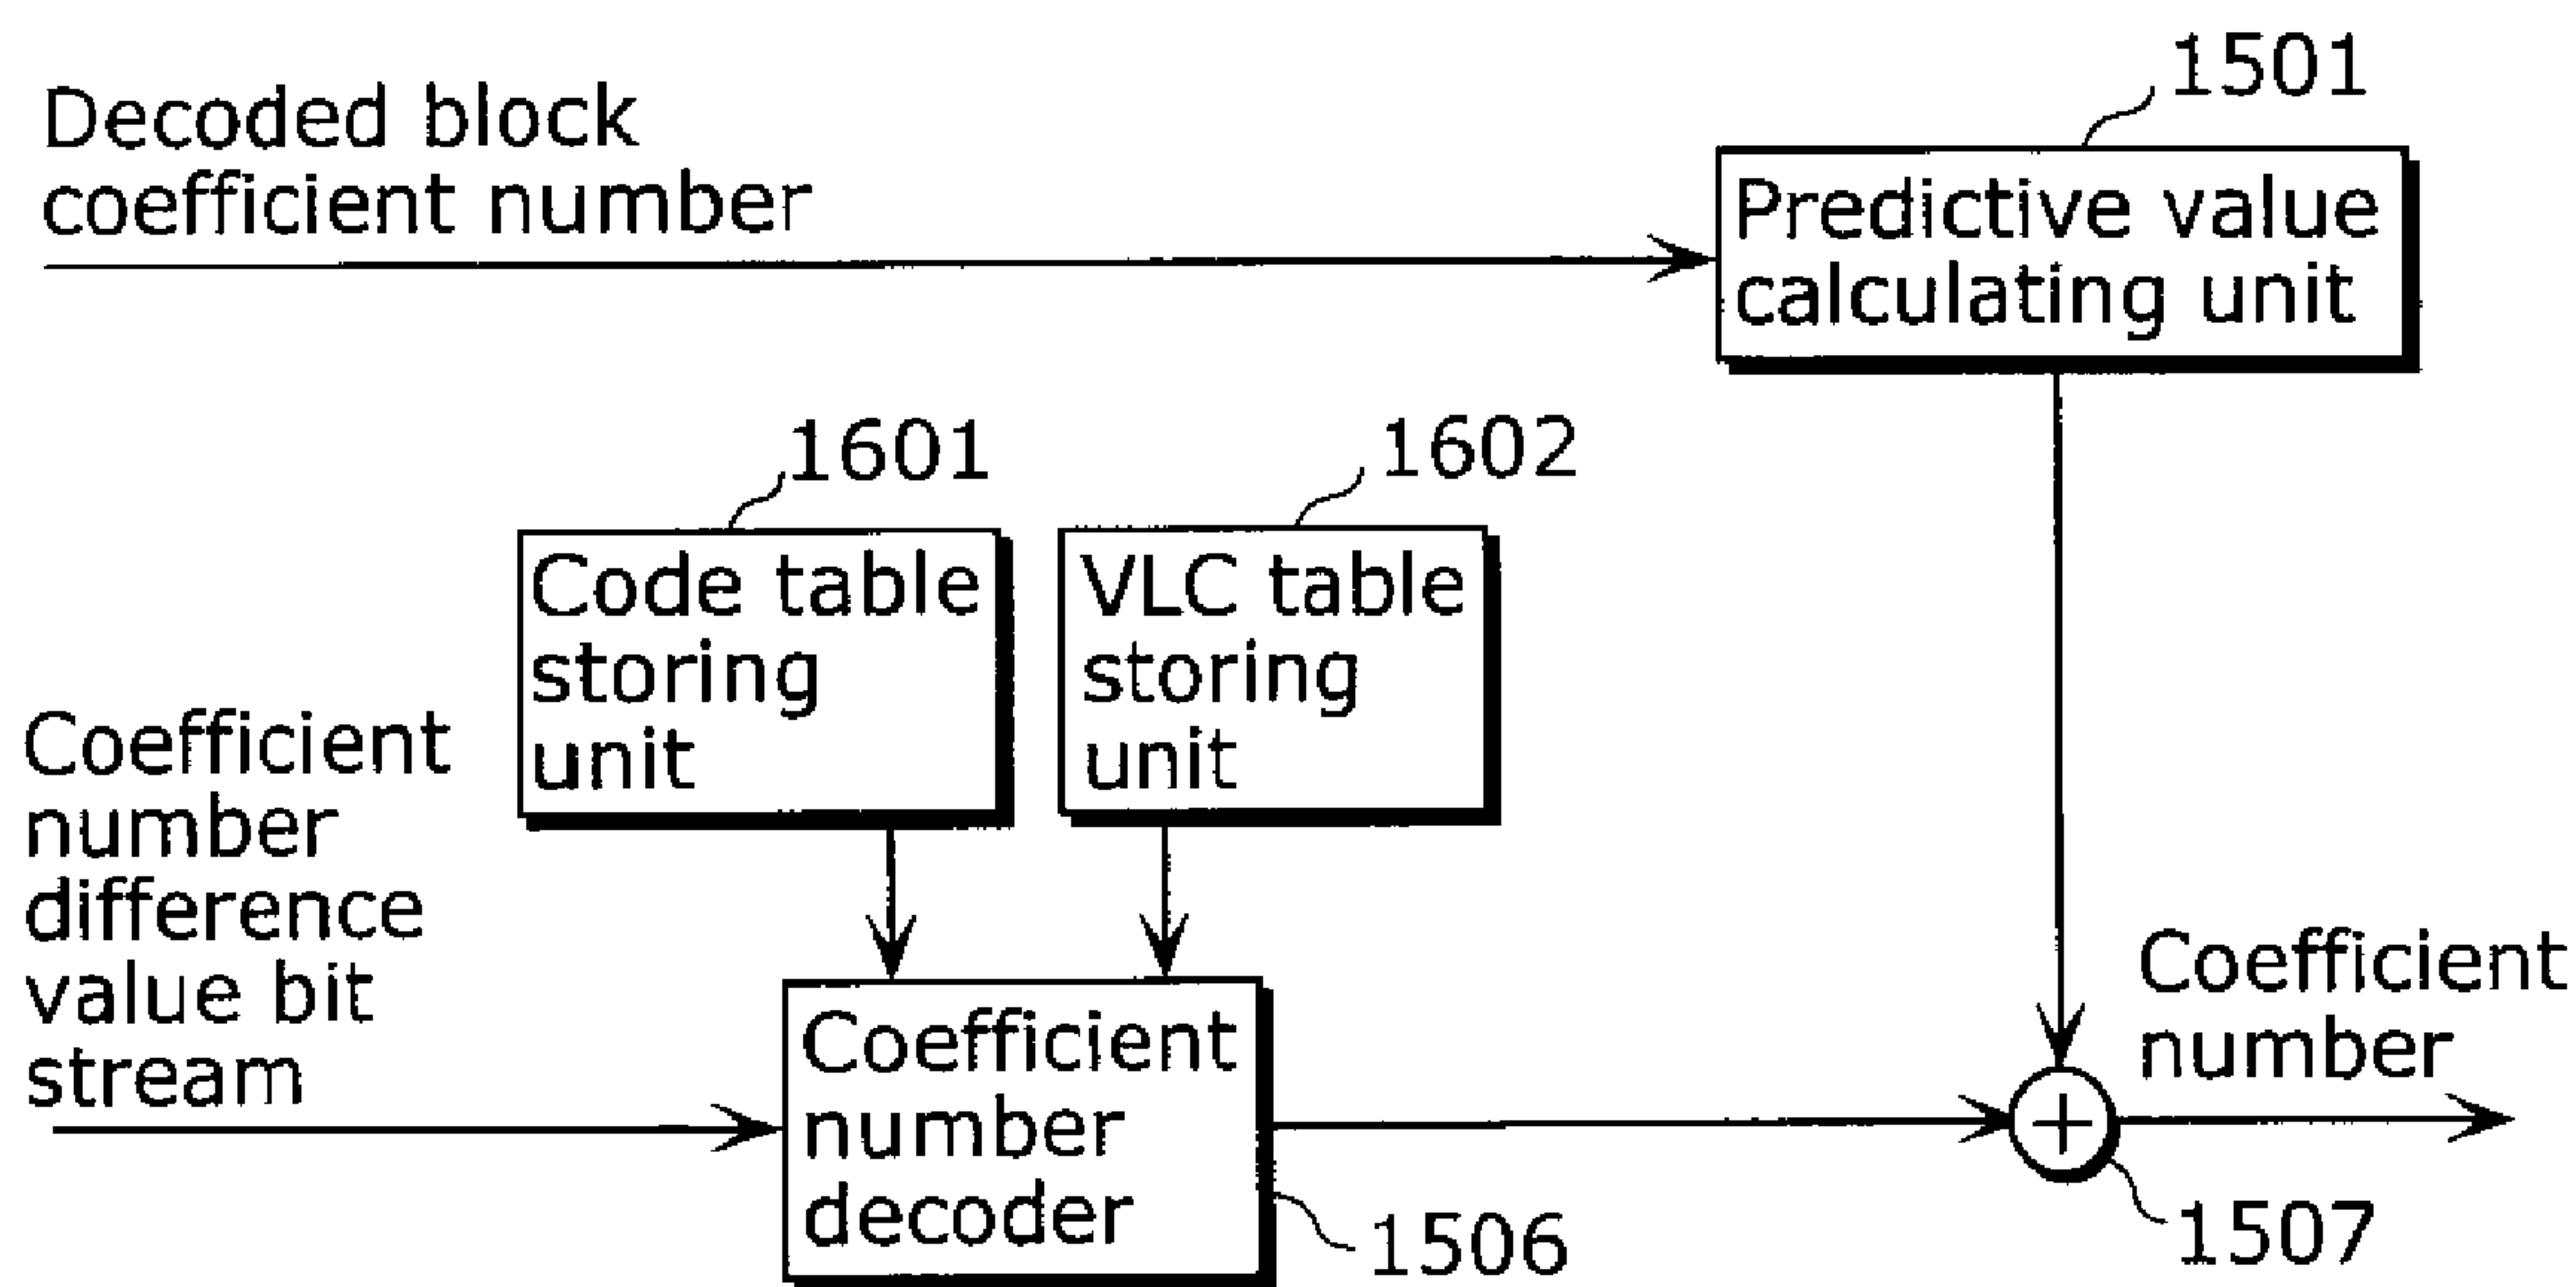 1501
Decoded block
coefficient number
Predictive value
calculating unit
1601
1602
Code table
storing
unit
VLC table
storing
unit
Coefficient
number
difference
value bit
stream
Coefficient
number
decoder
1506
Coefficient
number
+
1507